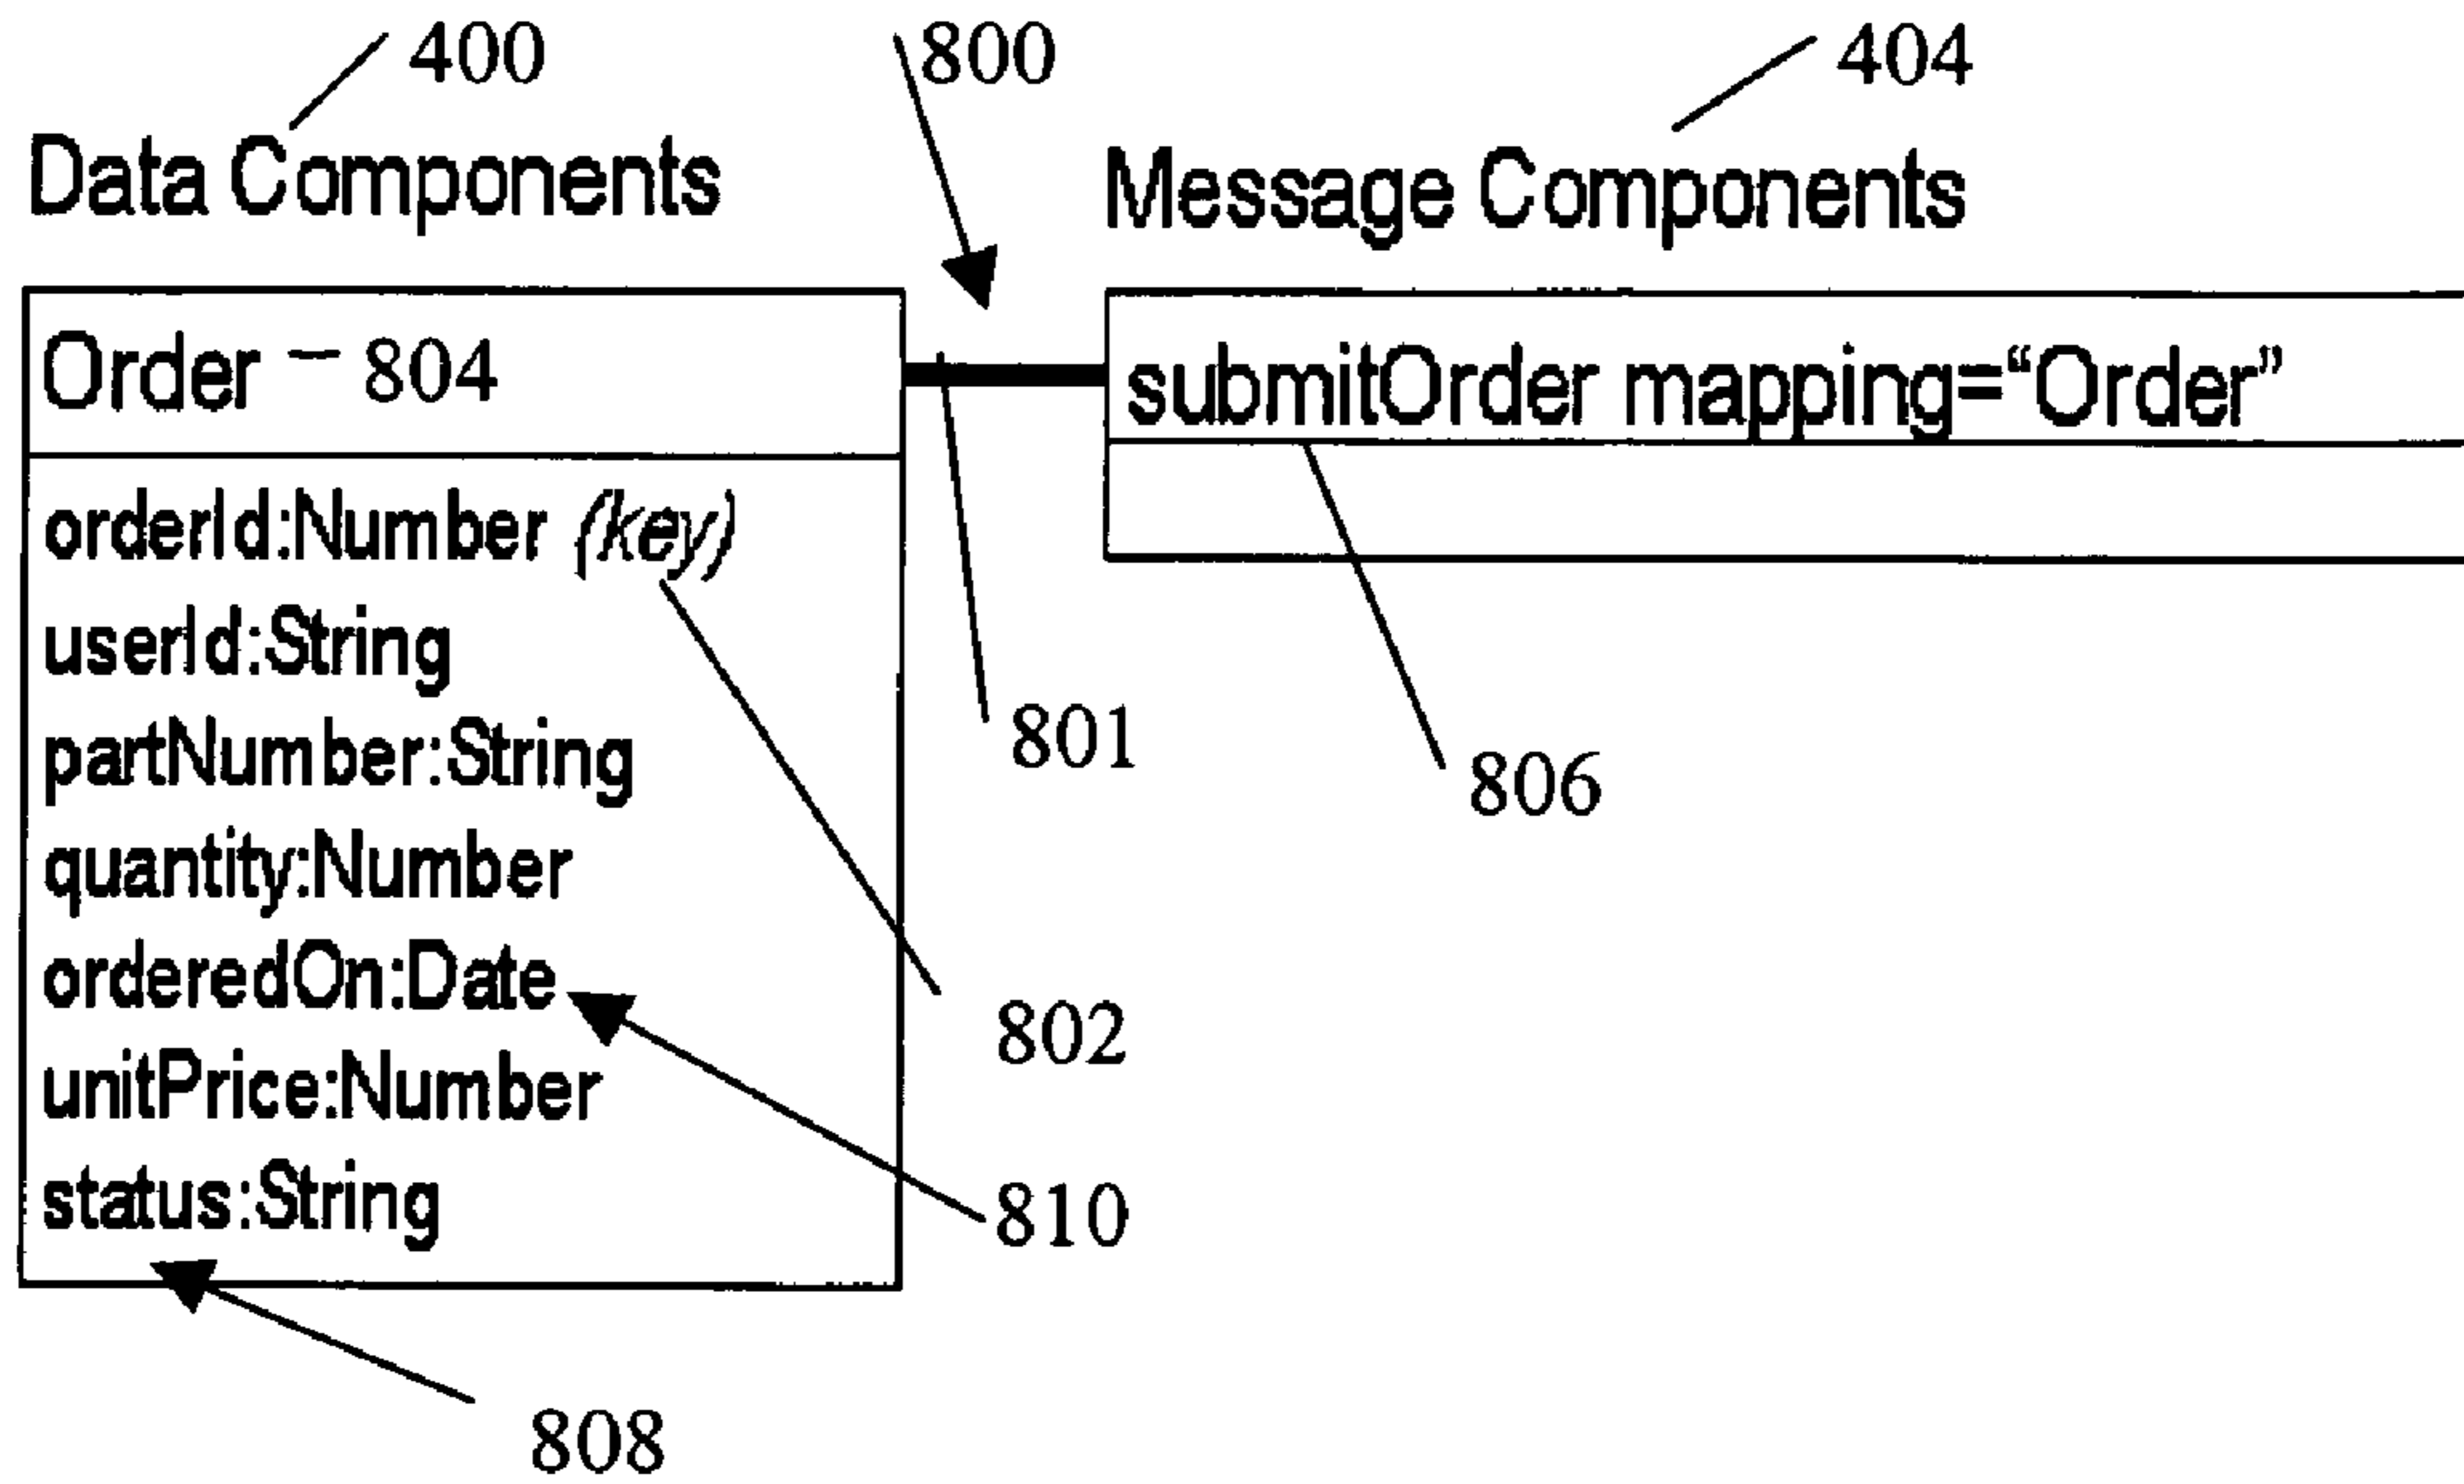 400
800
404
Data Components
Message Components
Order – 804
submitOrder mapping=“Order”
orderId:Number (key)
userId:String
partNumber:String
quantity:Number
orderedOn:Date
unitPrice:Number
status:String
801
806
802
810
808